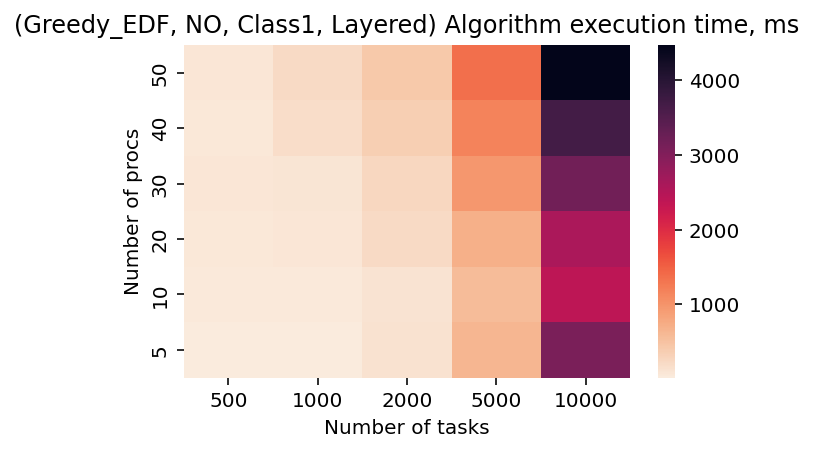 (Greedy_EDF, NO, Class1, Layered) Algorithm execution time, ms
Number of procs
50
40
30
20
10
5
500 1000 2000 5000 10000
Number of tasks
4000
3000
2000
1000